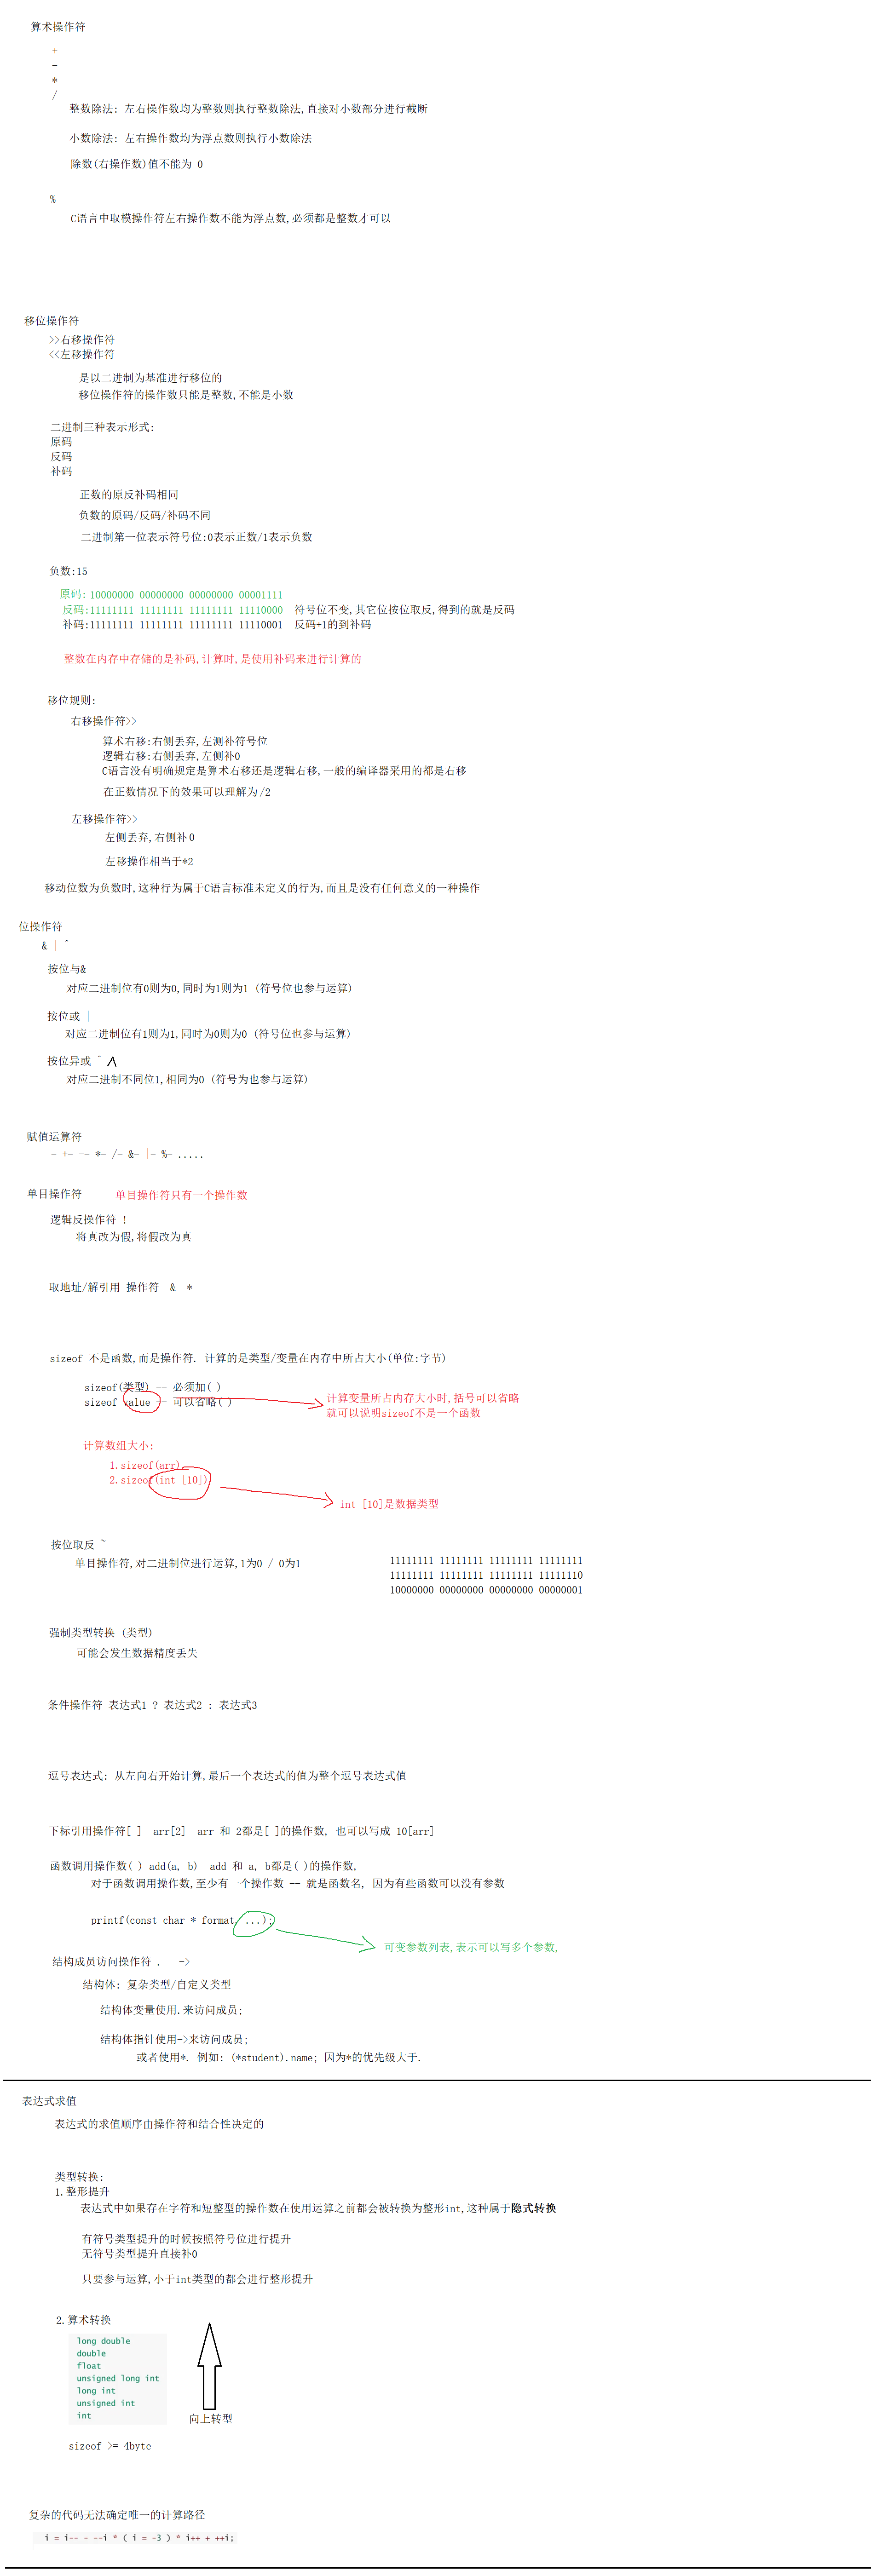 算术操作符
+
-
*
/
整数除法: 左右操作数均为整数则执行整数除法,直接对小数部分进行截断
小数除法: 左右操作数均为浮点数则执行小数除法
除数(右操作数)值不能为 0
%
C语言中取模操作符左右操作数不能为浮点数,必须都是整数才可以
移位操作符
>>右移操作符
<<左移操作符
是以二进制为基准进行移位的
移位操作符的操作数只能是整数,不能是小数
二进制三种表示形式:
原码
反码
补码
正数的原反补码相同
负数的原码/反码/补码不同
二进制第一位表示符号位:0表示正数/1表示负数
负数:15
原码: 10000000 00000000 00000000 00001111
反码:11111111 11111111 11111111 11110000 符号位不变,其它位按位取反,得到的就是反码
补码:11111111 11111111 11111111 11110001 反码+1的到补码
整数在内存中存储的是补码,计算时,是使用补码来进行计算的
移位规则:
右移操作符>>
算术右移:右侧丢弃,左测补符号位
逻辑右移:右侧丢弃,左侧补0
C语言没有明确规定是算术右移还是逻辑右移,一般的编译器采用的都是右移
在正数情况下的效果可以理解为/2
左移操作符>>
左侧丢弃,右侧补0
左移操作相当于*2
移动位数为负数时,这种行为属于C语言标准未定义的行为,而且是没有任何意义的一种操作
位操作符
& | ^
按位与&
对应二进制位有0则为0,同时为1则为1 (符号位也参与运算)
按位或 |
对应二进制位有1则为1,同时为0则为0 (符号位也参与运算)
按位异或 ^ ∧
对应二进制不同位1,相同为0 (符号为也参与运算)
赋值运算符
= += -= *= /= &= |= %= .....
单目操作符 单目操作符只有一个操作数
逻辑反操作符 !
将真改为假,将假改为真
取地址/解引用 操作符 & *
sizeof 不是函数,而是操作符. 计算的是类型/变量在内存中所占大小(单位:字节)
sizeof(类型) -- 必须加( )
sizeof value -- 可以省略( )
计算变量所占内存大小时,括号可以省略
就可以说明sizeof不是一个函数
计算数组大小:
1.sizeof(arr),
2.sizeof(int [10])
int [10]是数据类型
按位取反 ~
单目操作符,对二进制位进行运算,1为0 / 0为1
11111111 11111111 11111111 11111111
11111111 11111111 11111111 11111110
10000000 00000000 00000000 00000001
强制类型转换 (类型)
可能会发生数据精度丢失
条件操作符 表达式1 ? 表达式2 : 表达式3
逗号表达式: 从左向右开始计算,最后一个表达式的值为整个逗号表达式值
下标引用操作符[ ] arr[2] arr 和 2都是[ ]的操作数, 也可以写成 10[arr]
函数调用操作数( ) add(a, b) add 和 a, b都是( )的操作数,
对于函数调用操作数,至少有一个操作数 -- 就是函数名, 因为有些函数可以没有参数
printf(const char * format, ...);
可变参数列表,表示可以写多个参数,
结构成员访问操作符 . ->
结构体: 复杂类型/自定义类型
结构体变量使用.来访问成员;
结构体指针使用->来访问成员;
或者使用*. 例如: (*student).name; 因为*的优先级大于.
表达式求值
表达式的求值顺序由操作符和结合性决定的
类型转换:
1.整形提升
表达式中如果存在字符和短整型的操作数在使用运算之前都会被转换为整形int,这种属于隐式转换
有符号类型提升的时候按照符号位进行提升
无符号类型提升直接补0
只要参与运算,小于int类型的都会进行整形提升
2.算术转换
long double
double
float
unsigned long int
long int
unsigned int
int
向上转型
sizeof >= 4byte
复杂的代码无法确定唯一的计算路径
i = i-- - --i * ( i = -3 ) * i++ + ++i;